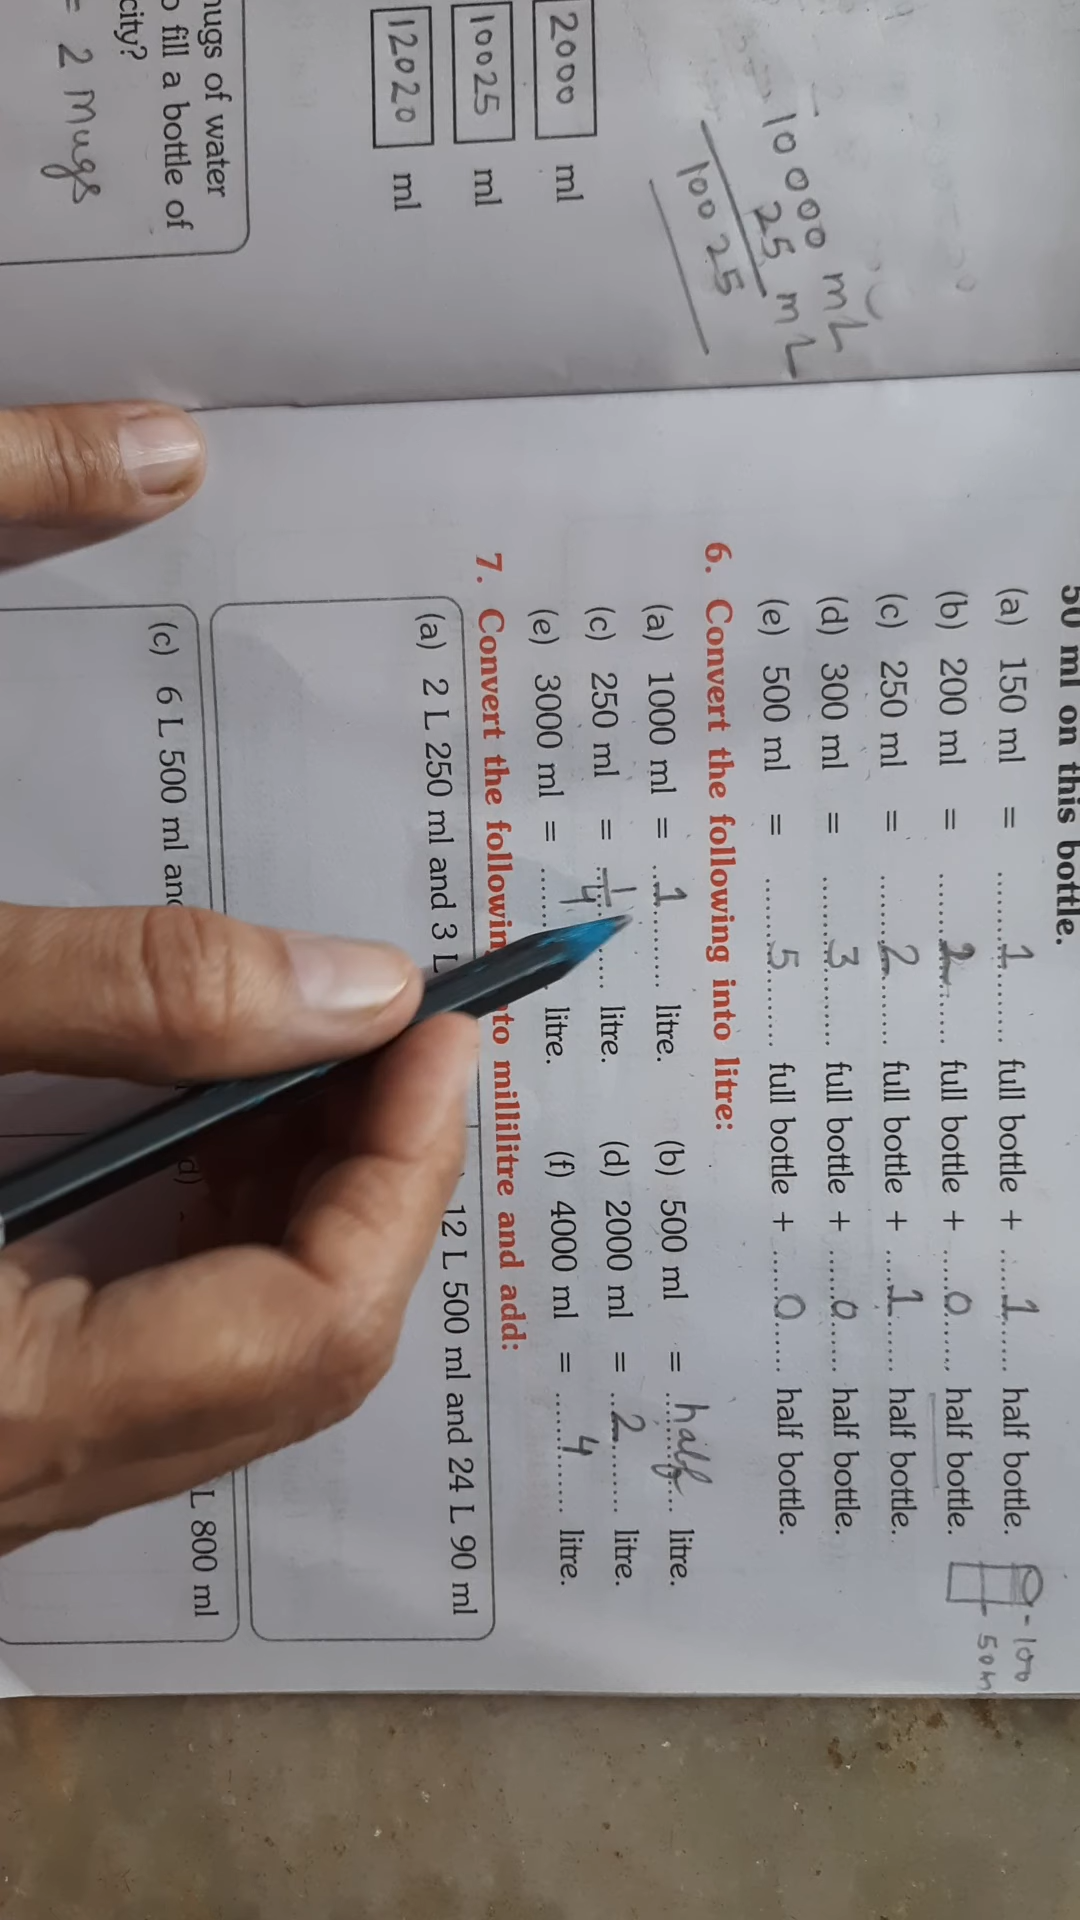 2000 ml
10025 ml
12020 ml
10000 mL
25 mL
10025
mugs of water
fill a bottle of
city?
= 2 Mugs
50 ml on this bottle.
(a) 150 ml = 1 full bottle + 1 half bottle.
(b) 200 ml = 2 full bottle + 0 half bottle.
(c) 250 ml = 2 full bottle + 1 half bottle.
(d) 300 ml = 3 full bottle + 0 half bottle.
(e) 500 ml = 5 full bottle + 0 half bottle.
- 100
50
6. Convert the following into litre:
(a) 1000 ml = 1 litre. (b) 500 ml = half litre.
(c) 250 ml = 1/4 litre. (d) 2000 ml = 2 litre.
(e) 3000 ml = litre. (f) 4000 ml = 4 litre.
7. Convert the following into millilitre and add:
(a) 2 L 250 ml and 3 L 12 L 500 ml and 24 L 90 ml
(c) 6 L 500 ml and d) L 800 ml